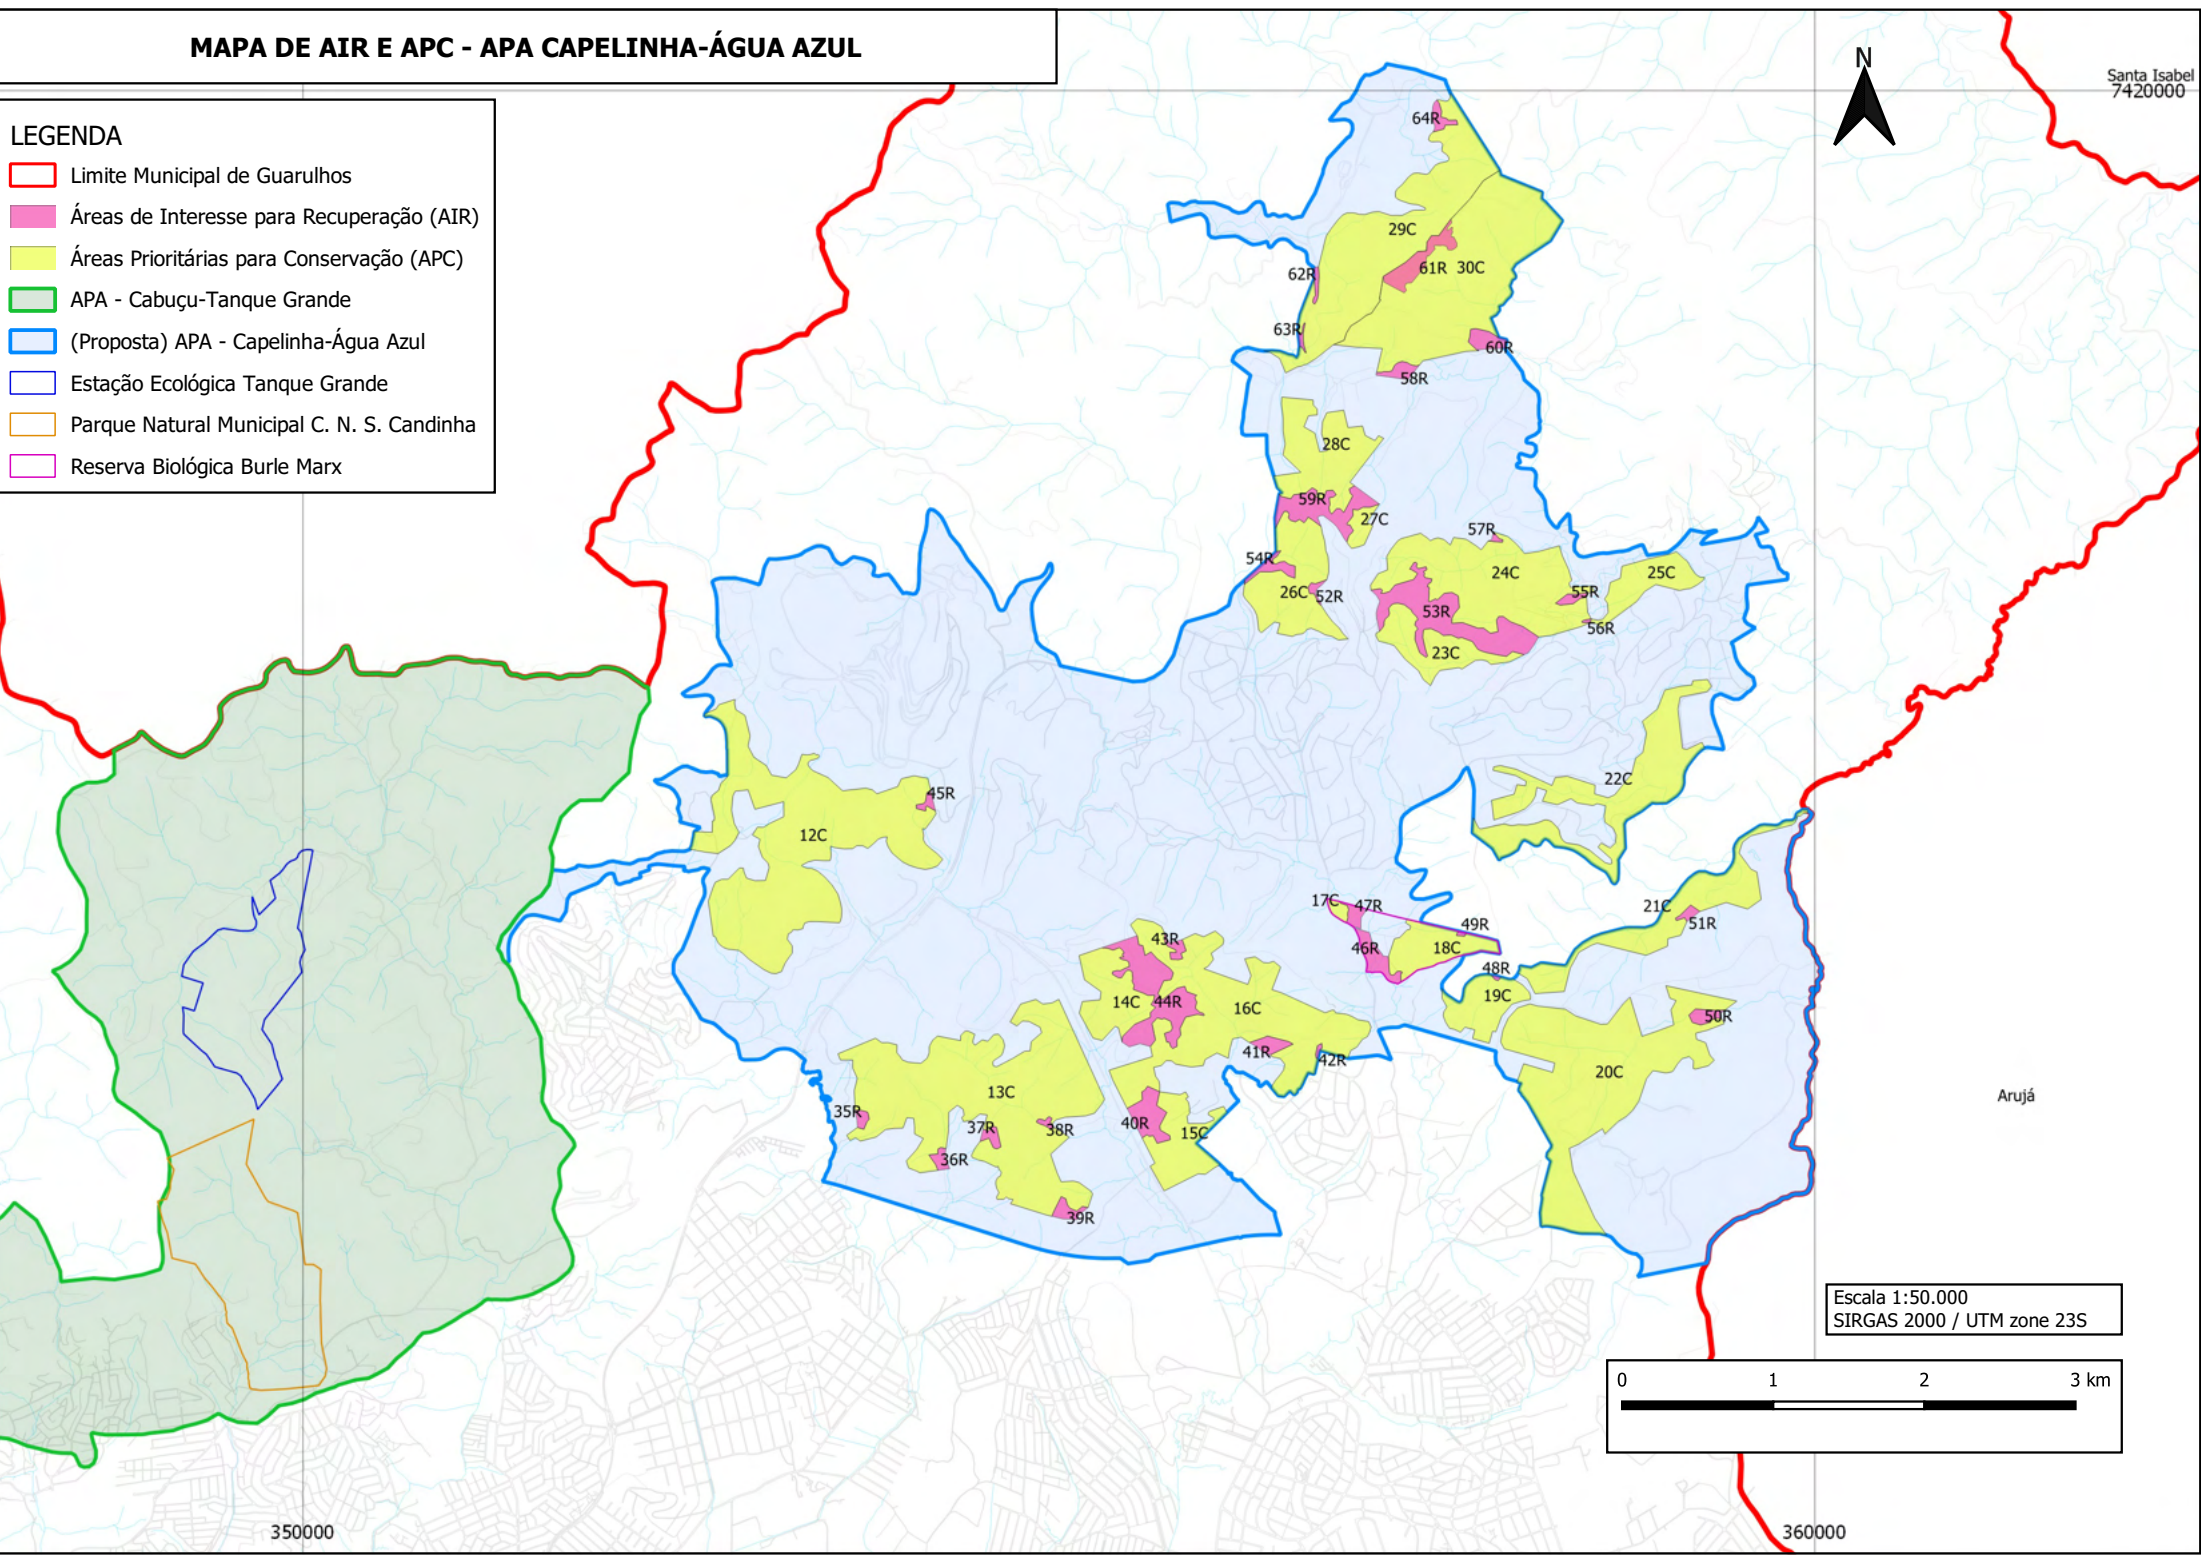 MAPA DE AIR E APC - APA CAPELINHA-ÁGUA AZUL
N
Santa Isabel
7420000
LEGENDA
Limite Municipal de Guarulhos
Áreas de Interesse para Recuperação (AIR)
Áreas Prioritárias para Conservação (APC)
APA - Cabuçu-Tanque Grande
(Proposta) APA - Capelinha-Água Azul
Estação Ecológica Tanque Grande
Parque Natural Municipal C. N. S. Candinha
Reserva Biológica Burle Marx
64R
29C
62R
61R 30C
63R
60R
58R
28C
59R
27C
57R
54R
24C
25C
26C
52R
55R
53R
56R
23C
22C
45R
12C
17C
47R
21C
49R
51R
43R
46R
18C
48R
14C
44R
16C
19C
50R
41R
42R
20C
13C
35R
37R
38R
40R
15C
36R
39R
Arujá
Escala 1:50.000
SIRGAS 2000 / UTM zone 23S
0 1 2 3 km
350000
360000